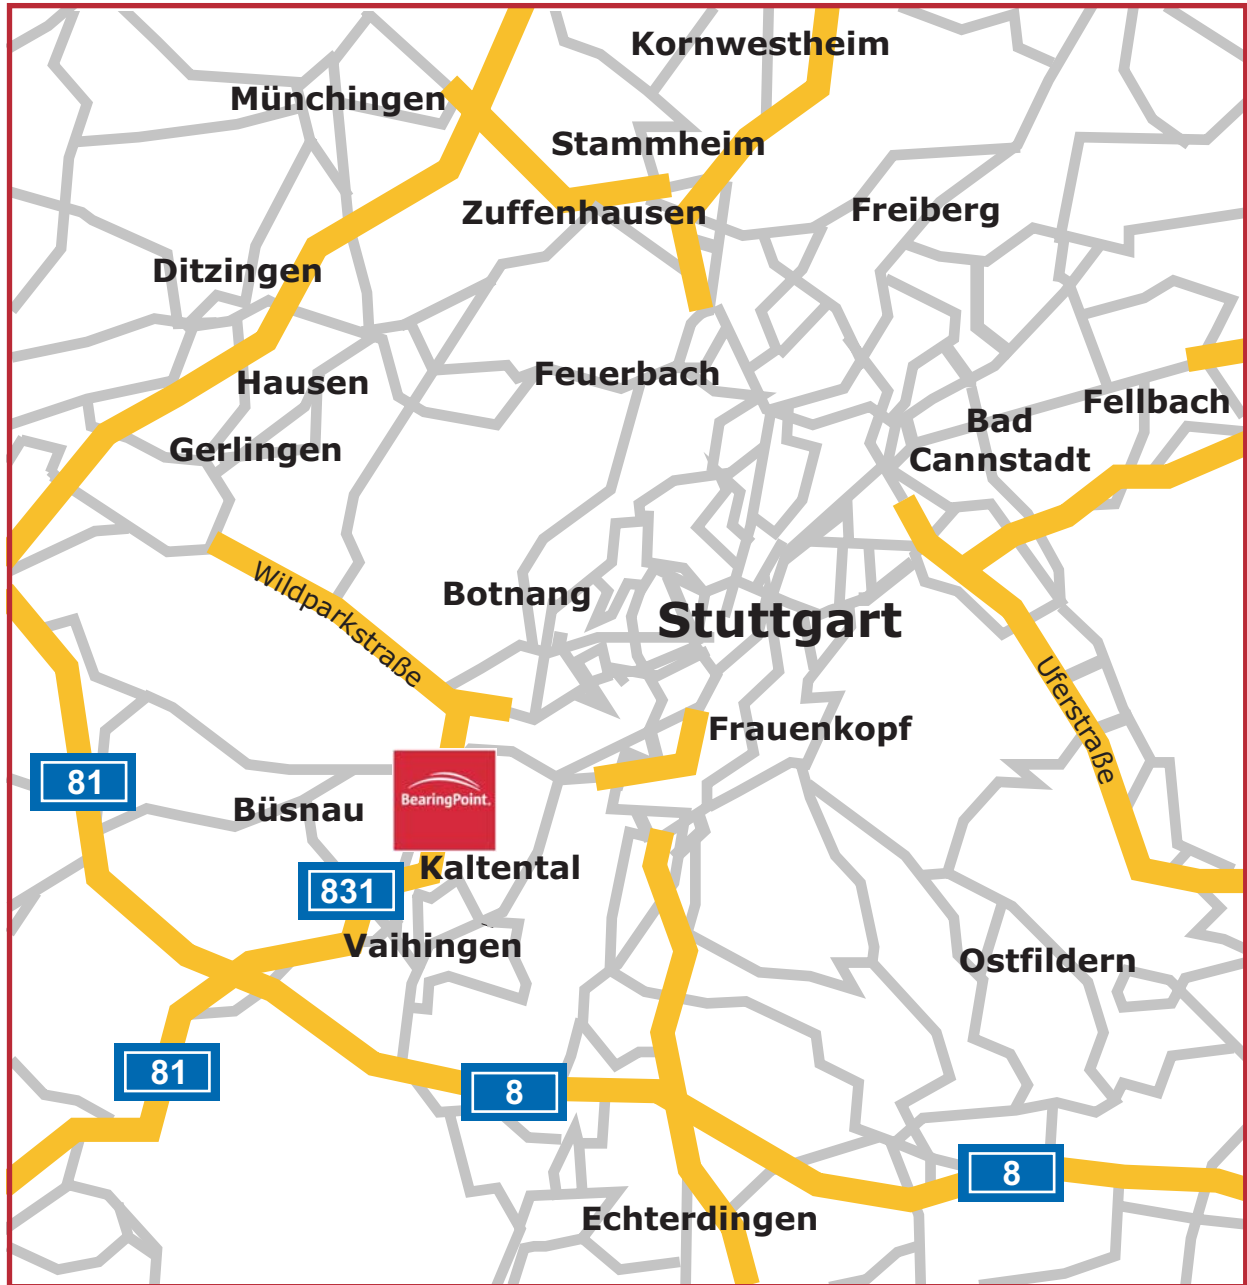 Kornwestheim
Münchingen
Stammheim
Zuffenhausen
Freiberg
Ditzingen
Feuerbach
Hausen
Fellbach
Bad
Cannstadt
Gerlingen
Wildparkstraße
Botnang
Stuttgart
Uferstraße
Frauenkopf
81
BearingPoint.
Büsnau
Kaltental
831
Vaihingen
Ostfildern
81
8
8
Echterdingen